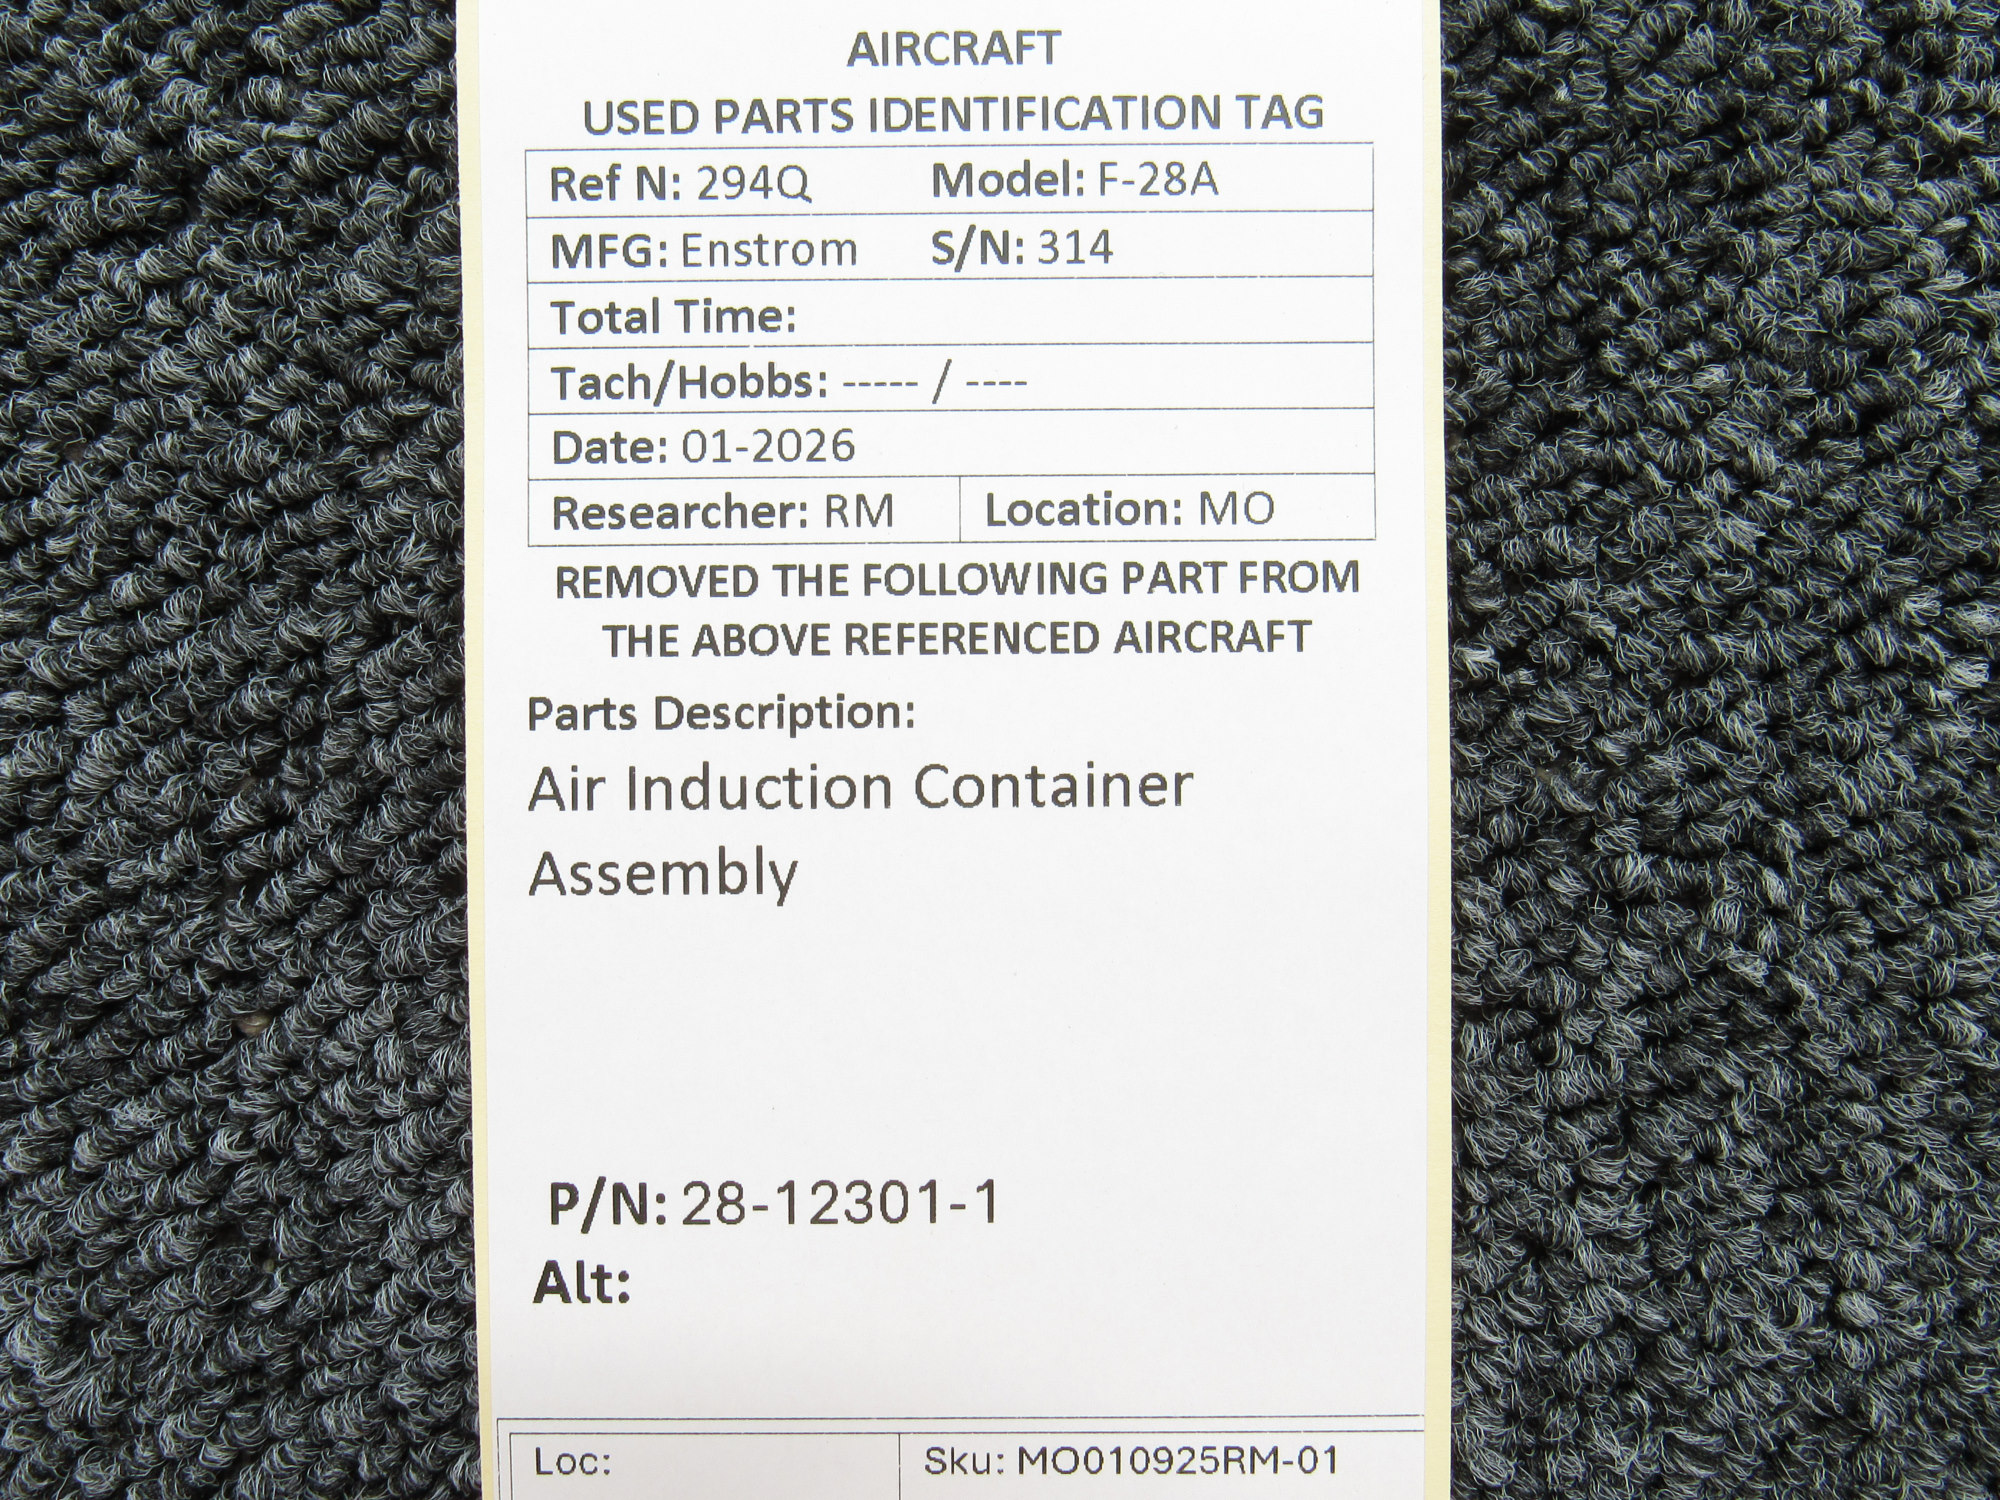 AIRCRAFT
USED PARTS IDENTIFICATION TAG
Ref N: 294Q Model: F-28A
MFG: Enstrom S/N: 314
Total Time:
Tach/Hobbs: ----- / ----
Date: 01-2026
Researcher: RM Location: MO
REMOVED THE FOLLOWING PART FROM
THE ABOVE REFERENCED AIRCRAFT
Parts Description:
Air Induction Container
Assembly
P/N: 28-12301-1
Alt:
Loc: Sku: MO010925RM-01